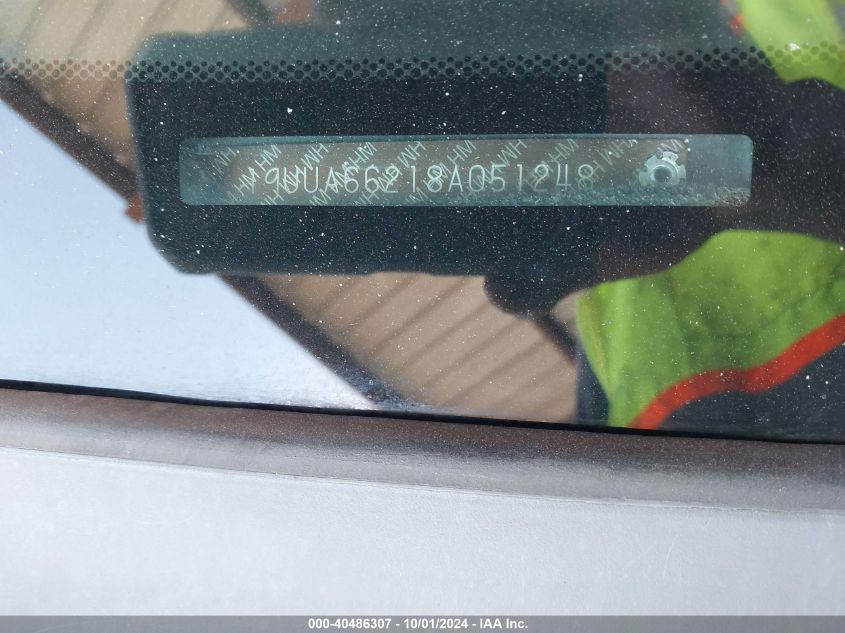 19UUA66218A051248
000-40486307 - 10/01/2024 - IAA Inc.